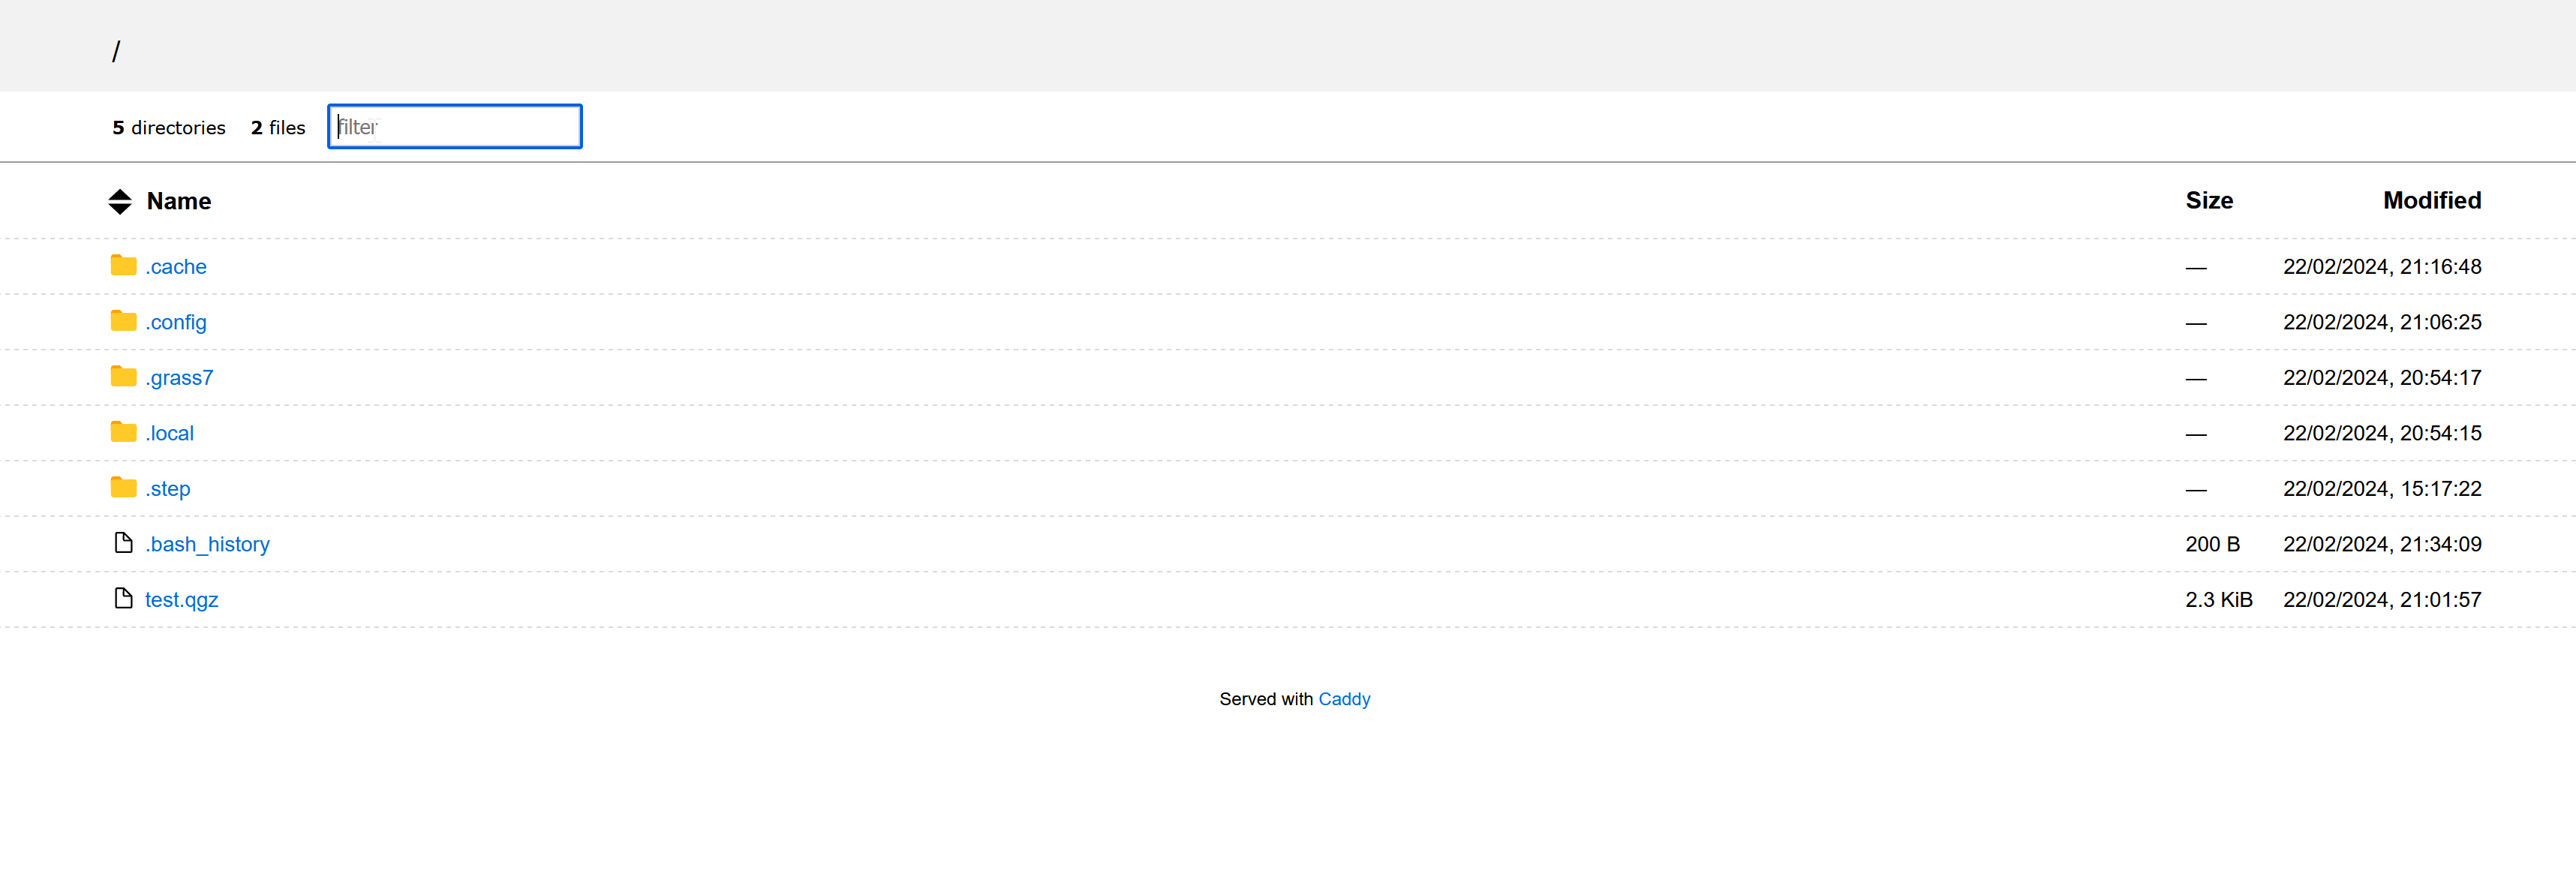 /
5 directories 2 files filter
Name Size Modified
.cache — 22/02/2024, 21:16:48
.config — 22/02/2024, 21:06:25
.grass7 — 22/02/2024, 20:54:17
.local — 22/02/2024, 20:54:15
.step — 22/02/2024, 15:17:22
.bash_history 200 B 22/02/2024, 21:34:09
test.qgz 2.3 KiB 22/02/2024, 21:01:57
Served with Caddy